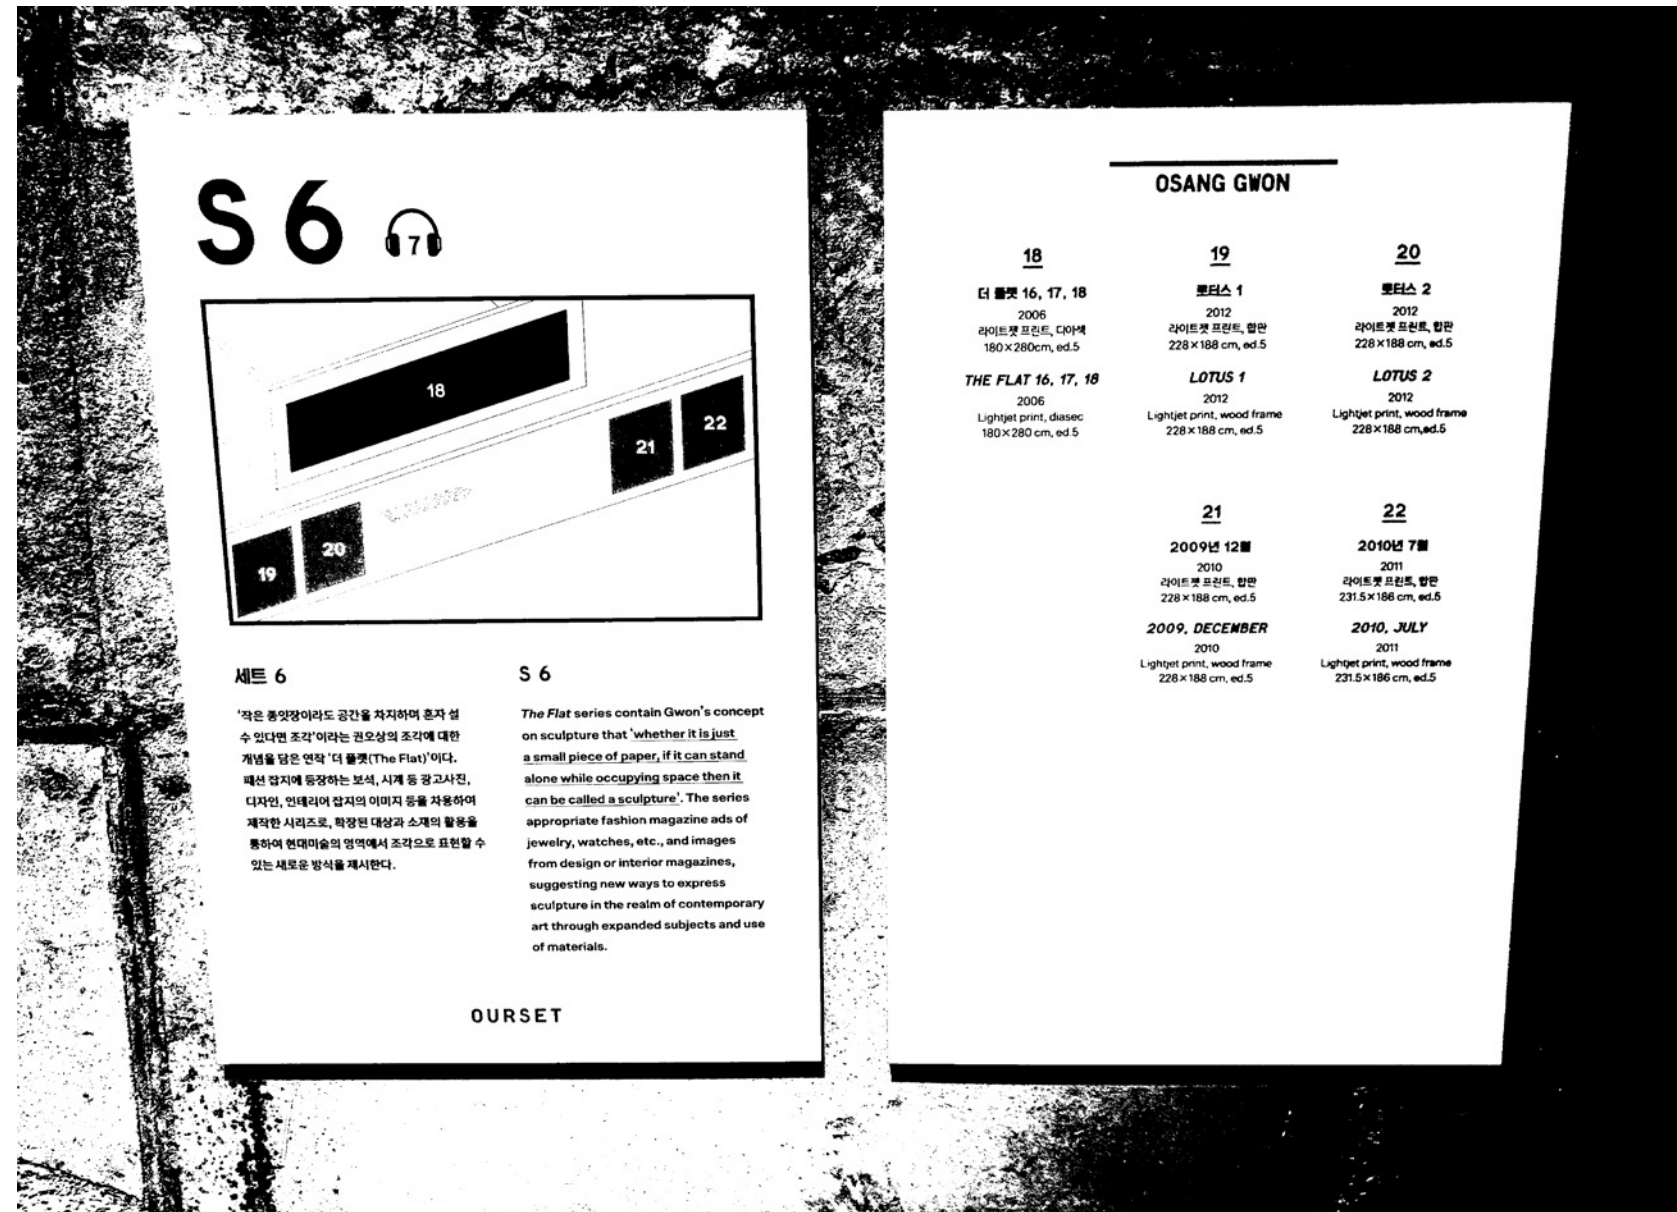 S 6
7
18
21
22
19
20
세트 6
'작은 종잇장이라도 공간을 차지하며 혼자 설
수 있다면 조각'이라는 권오상의 조각에 대한
개념을 담은 연작 '더 플랫(The Flat)'이다.
패션 잡지에 등장하는 보석, 시계 등 광고사진,
디자인, 인테리어 잡지의 이미지 등을 차용하여
제작한 시리즈로, 확장된 대상과 소재의 활용을
통하여 현대미술의 영역에서 조각으로 표현할 수
있는 새로운 방식을 제시한다.
S 6
The Flat series contain Gwon's concept
on sculpture that 'whether it is just
a small piece of paper, if it can stand
alone while occupying space then it
can be called a sculpture'. The series
appropriate fashion magazine ads of
jewelry, watches, etc., and images
from design or interior magazines,
suggesting new ways to express
sculpture in the realm of contemporary
art through expanded subjects and use
of materials.
OURSET
OSANG GWON
18
더 플랫 16, 17, 18
2006
라이트젯 프린트, 디아섹
180×280cm, ed.5
THE FLAT 16, 17, 18
2006
Lightjet print, diasec
180×280 cm, ed.5
19
로터스 1
2012
라이트젯 프린트, 합판
228×188 cm, ed.5
LOTUS 1
2012
Lightjet print, wood frame
228×188 cm, ed.5
20
로터스 2
2012
라이트젯 프린트, 합판
228×188 cm, ed.5
LOTUS 2
2012
Lightjet print, wood frame
228×188 cm,ed.5
21
2009년 12월
2010
라이트젯 프린트, 합판
228×188 cm, ed.5
2009, DECEMBER
2010
Lightjet print, wood frame
228×188 cm, ed.5
22
2010년 7월
2011
라이트젯 프린트, 합판
231.5×186 cm, ed.5
2010, JULY
2011
Lightjet print, wood frame
231.5×186 cm, ed.5